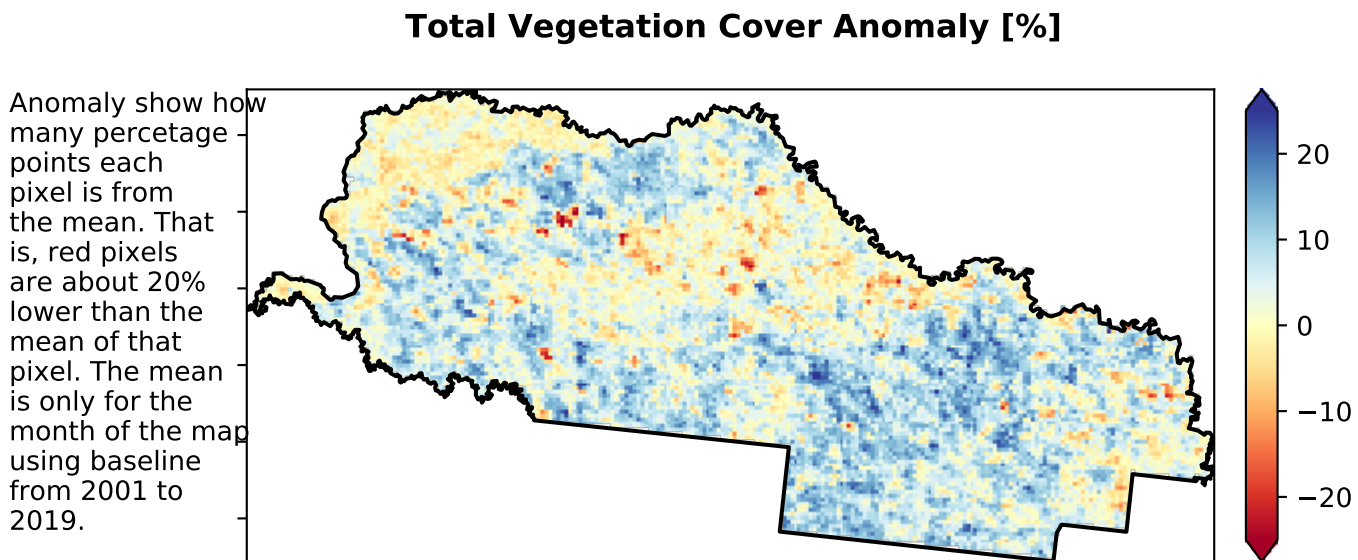 Total Vegetation Cover Anomaly [%]
Anomaly show how
many percetage
points each
pixel is from
the mean. That
is, red pixels
are about 20%
lower than the
mean of that
pixel. The mean
is only for the
month of the map
using baseline
from 2001 to
2019.
20
10
0
−10
−20